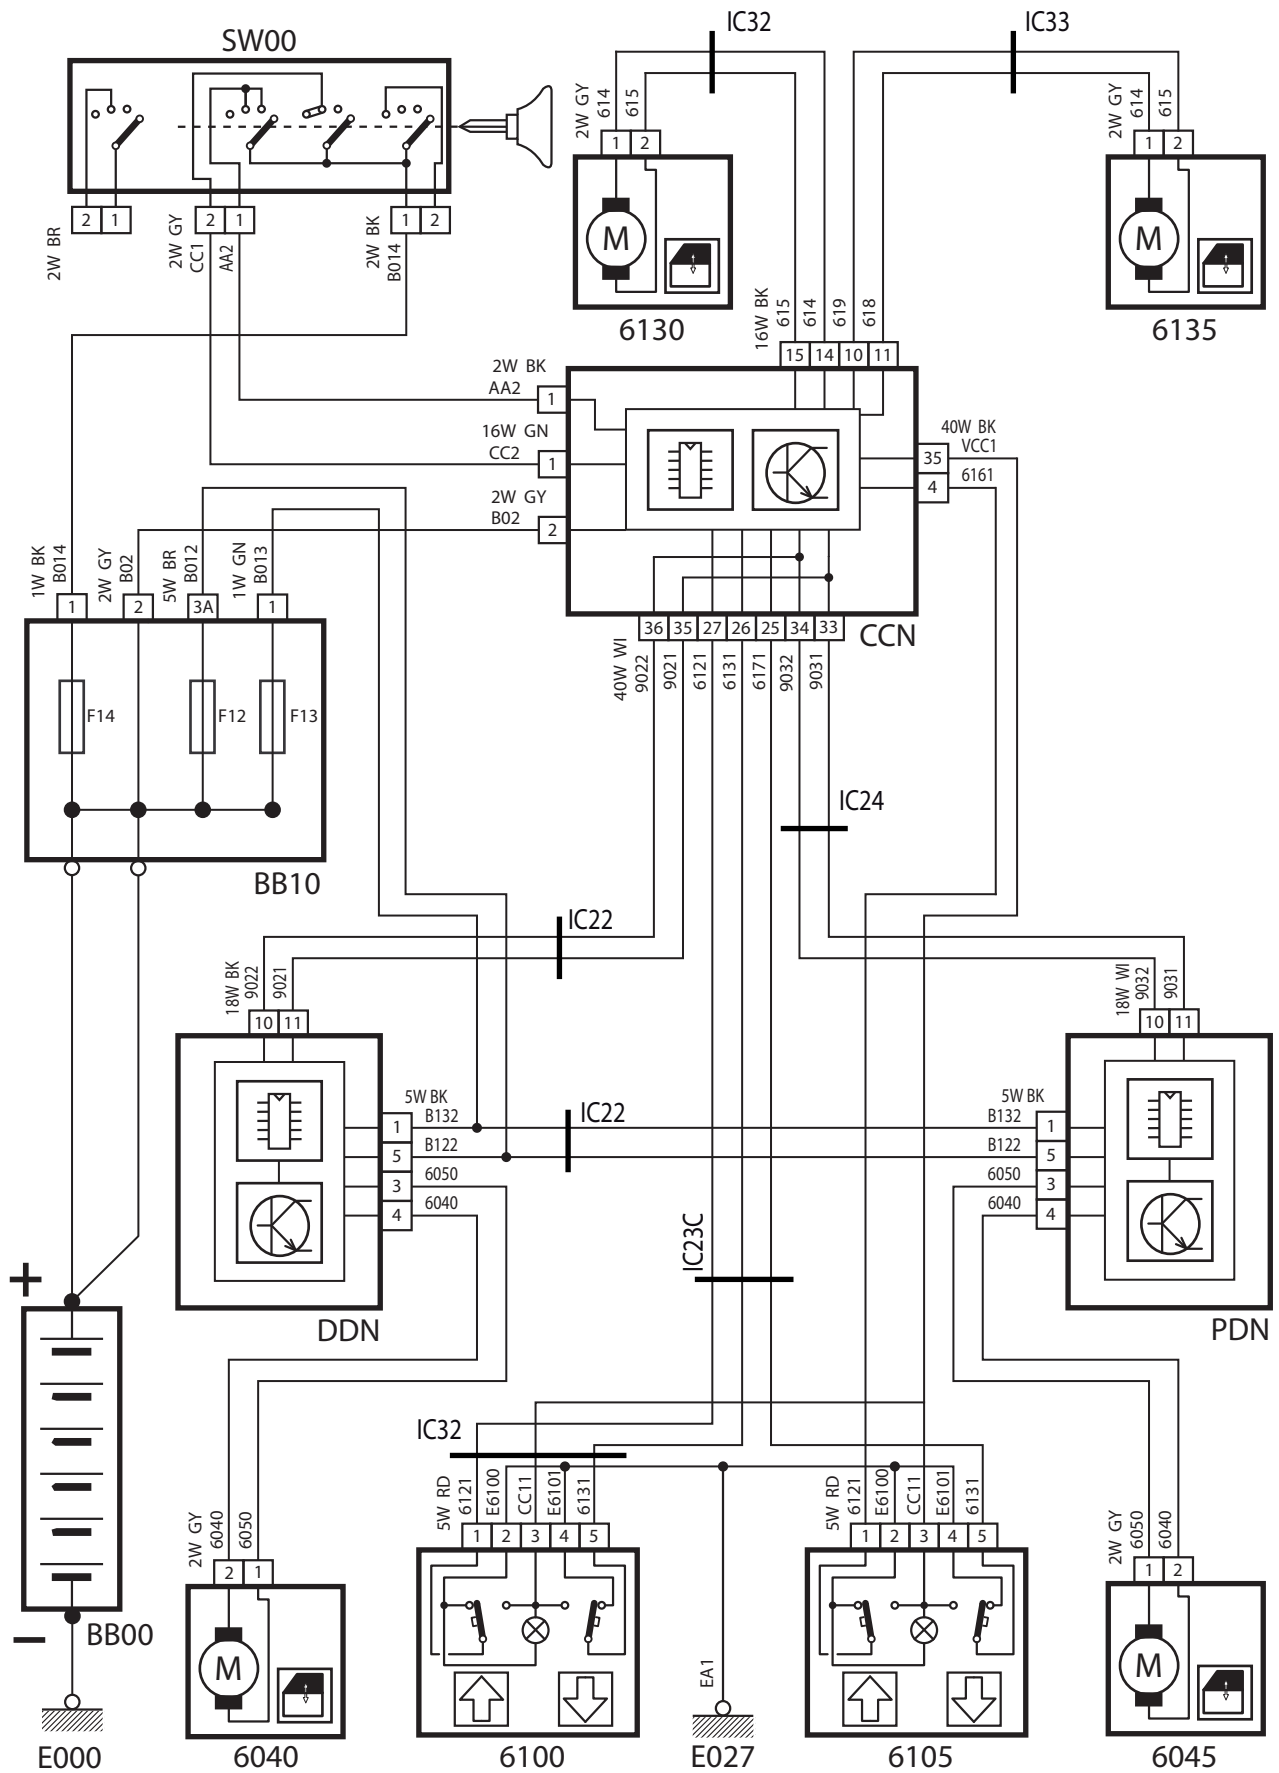 IC32
IC33
SW00
2W GY
614
615
2W GY
614
615
1
2
1
2
M
M
2
1
2
1
1
2
2W BR
2W GY
CC1
AA2
2W BK
B014
6130
6135
16W BK
615
614
619
618
15
14
10
11
2W BK
AA2
1
16W GN
CC2
1
2W GY
B02
2
40W BK
VCC1
35
6161
4
1W BK
B014
2W GY
B02
5W BR
B012
1W GN
B013
1
2
3A
1
36
35
27
26
25
34
33
CCN
40W WI
9022
9021
6121
6131
6171
9032
9031
F14
F12
F13
IC24
BB10
IC22
18W BK
9022
9021
18W WI
9032
9031
10
11
10
11
5W BK
B132
1
B122
5
6050
3
6040
4
IC22
5W BK
B132
1
B122
5
6050
3
6040
4
IC23C
+
DDN
PDN
IC32
5W RD
6121
E6100
CC11
E6101
6131
5W RD
6121
E6100
CC11
E6101
6131
1
2
3
4
5
1
2
3
4
5
2W GY
6040
6050
2
1
2W GY
6050
6040
1
2
BB00
−
M
M
EA1
E000
6040
6100
E027
6105
6045